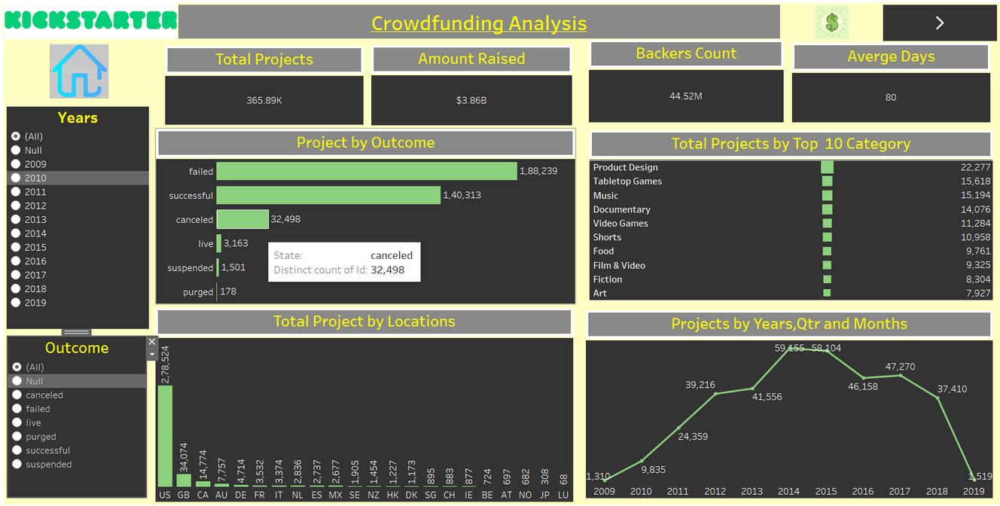 KICKSTARTER
Crowdfunding Analysis
$
Total Projects
365.89K
Amount Raised
$3.86B
Backers Count
44.52M
Averge Days
80
Years
(All)
Null
2009
2010
2011
2012
2013
2014
2015
2016
2017
2018
2019
Outcome
(All)
Null
canceled
failed
live
purged
successful
suspended
Project by Outcome
failed 1,88,239
successful 1,40,313
canceled 32,498
live 3,163
suspended 1,501
purged 178
State: canceled
Distinct count of Id: 32,498
Total Projects by Top 10 Category
Product Design 22,277
Tabletop Games 15,618
Music 15,194
Documentary 14,076
Video Games 11,284
Shorts 10,958
Food 9,761
Film & Video 9,325
Fiction 8,304
Art 7,927
Total Project by Locations
2,78,524 34,074 14,774 7,757 4,714 3,532 3,374 2,836 2,737 2,677 1,905 1,454 1,227 1,173 895 883 877 724 697 682 308 68
US GB CA AU DE FR IT NL ES MX SE NZ HK DK SG CH IE BE AT NO JP LU
Projects by Years,Qtr and Months
1,310 9,835 24,359 39,216 41,556 59,155 58,104 46,158 47,270 37,410 1,519
2009 2010 2011 2012 2013 2014 2015 2016 2017 2018 2019